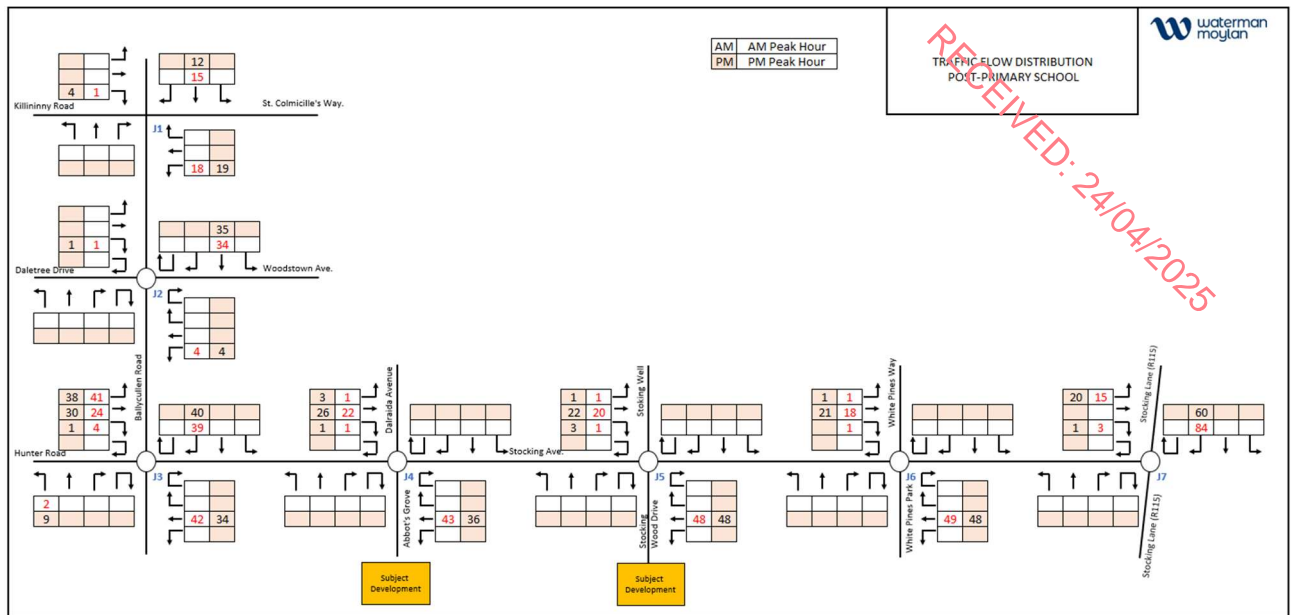 waterman
moylan
AM AM Peak Hour
PM PM Peak Hour
TRAFFIC FLOW DISTRIBUTION
POST-PRIMARY SCHOOL
RECEIVED: 24/04/2025
12
15
4 1
Killininny Road
St. Colmicille's Way.
J1
18 19
35
1 1
34
Daletree Drive
Woodstown Ave.
J2
4 4
Ballycullen Road
38 41
30 24
1 4
40
39
Hunter Road
J3
2
9
42 34
Dalraida Avenue
3 1
26 22
1 1
Stocking Ave.
J4
Abbot's Grove
43 36
Subject
Development
Stoking Well
1 1
22 20
3 1
J5
Stocking
Wood Drive
48 48
Subject
Development
White Pines Way
1 1
21 18
1
J6
White Pines Park
49 48
Stocking Lane (R115)
20 15
1 3
60
84
J7
Stocking Lane (R115)